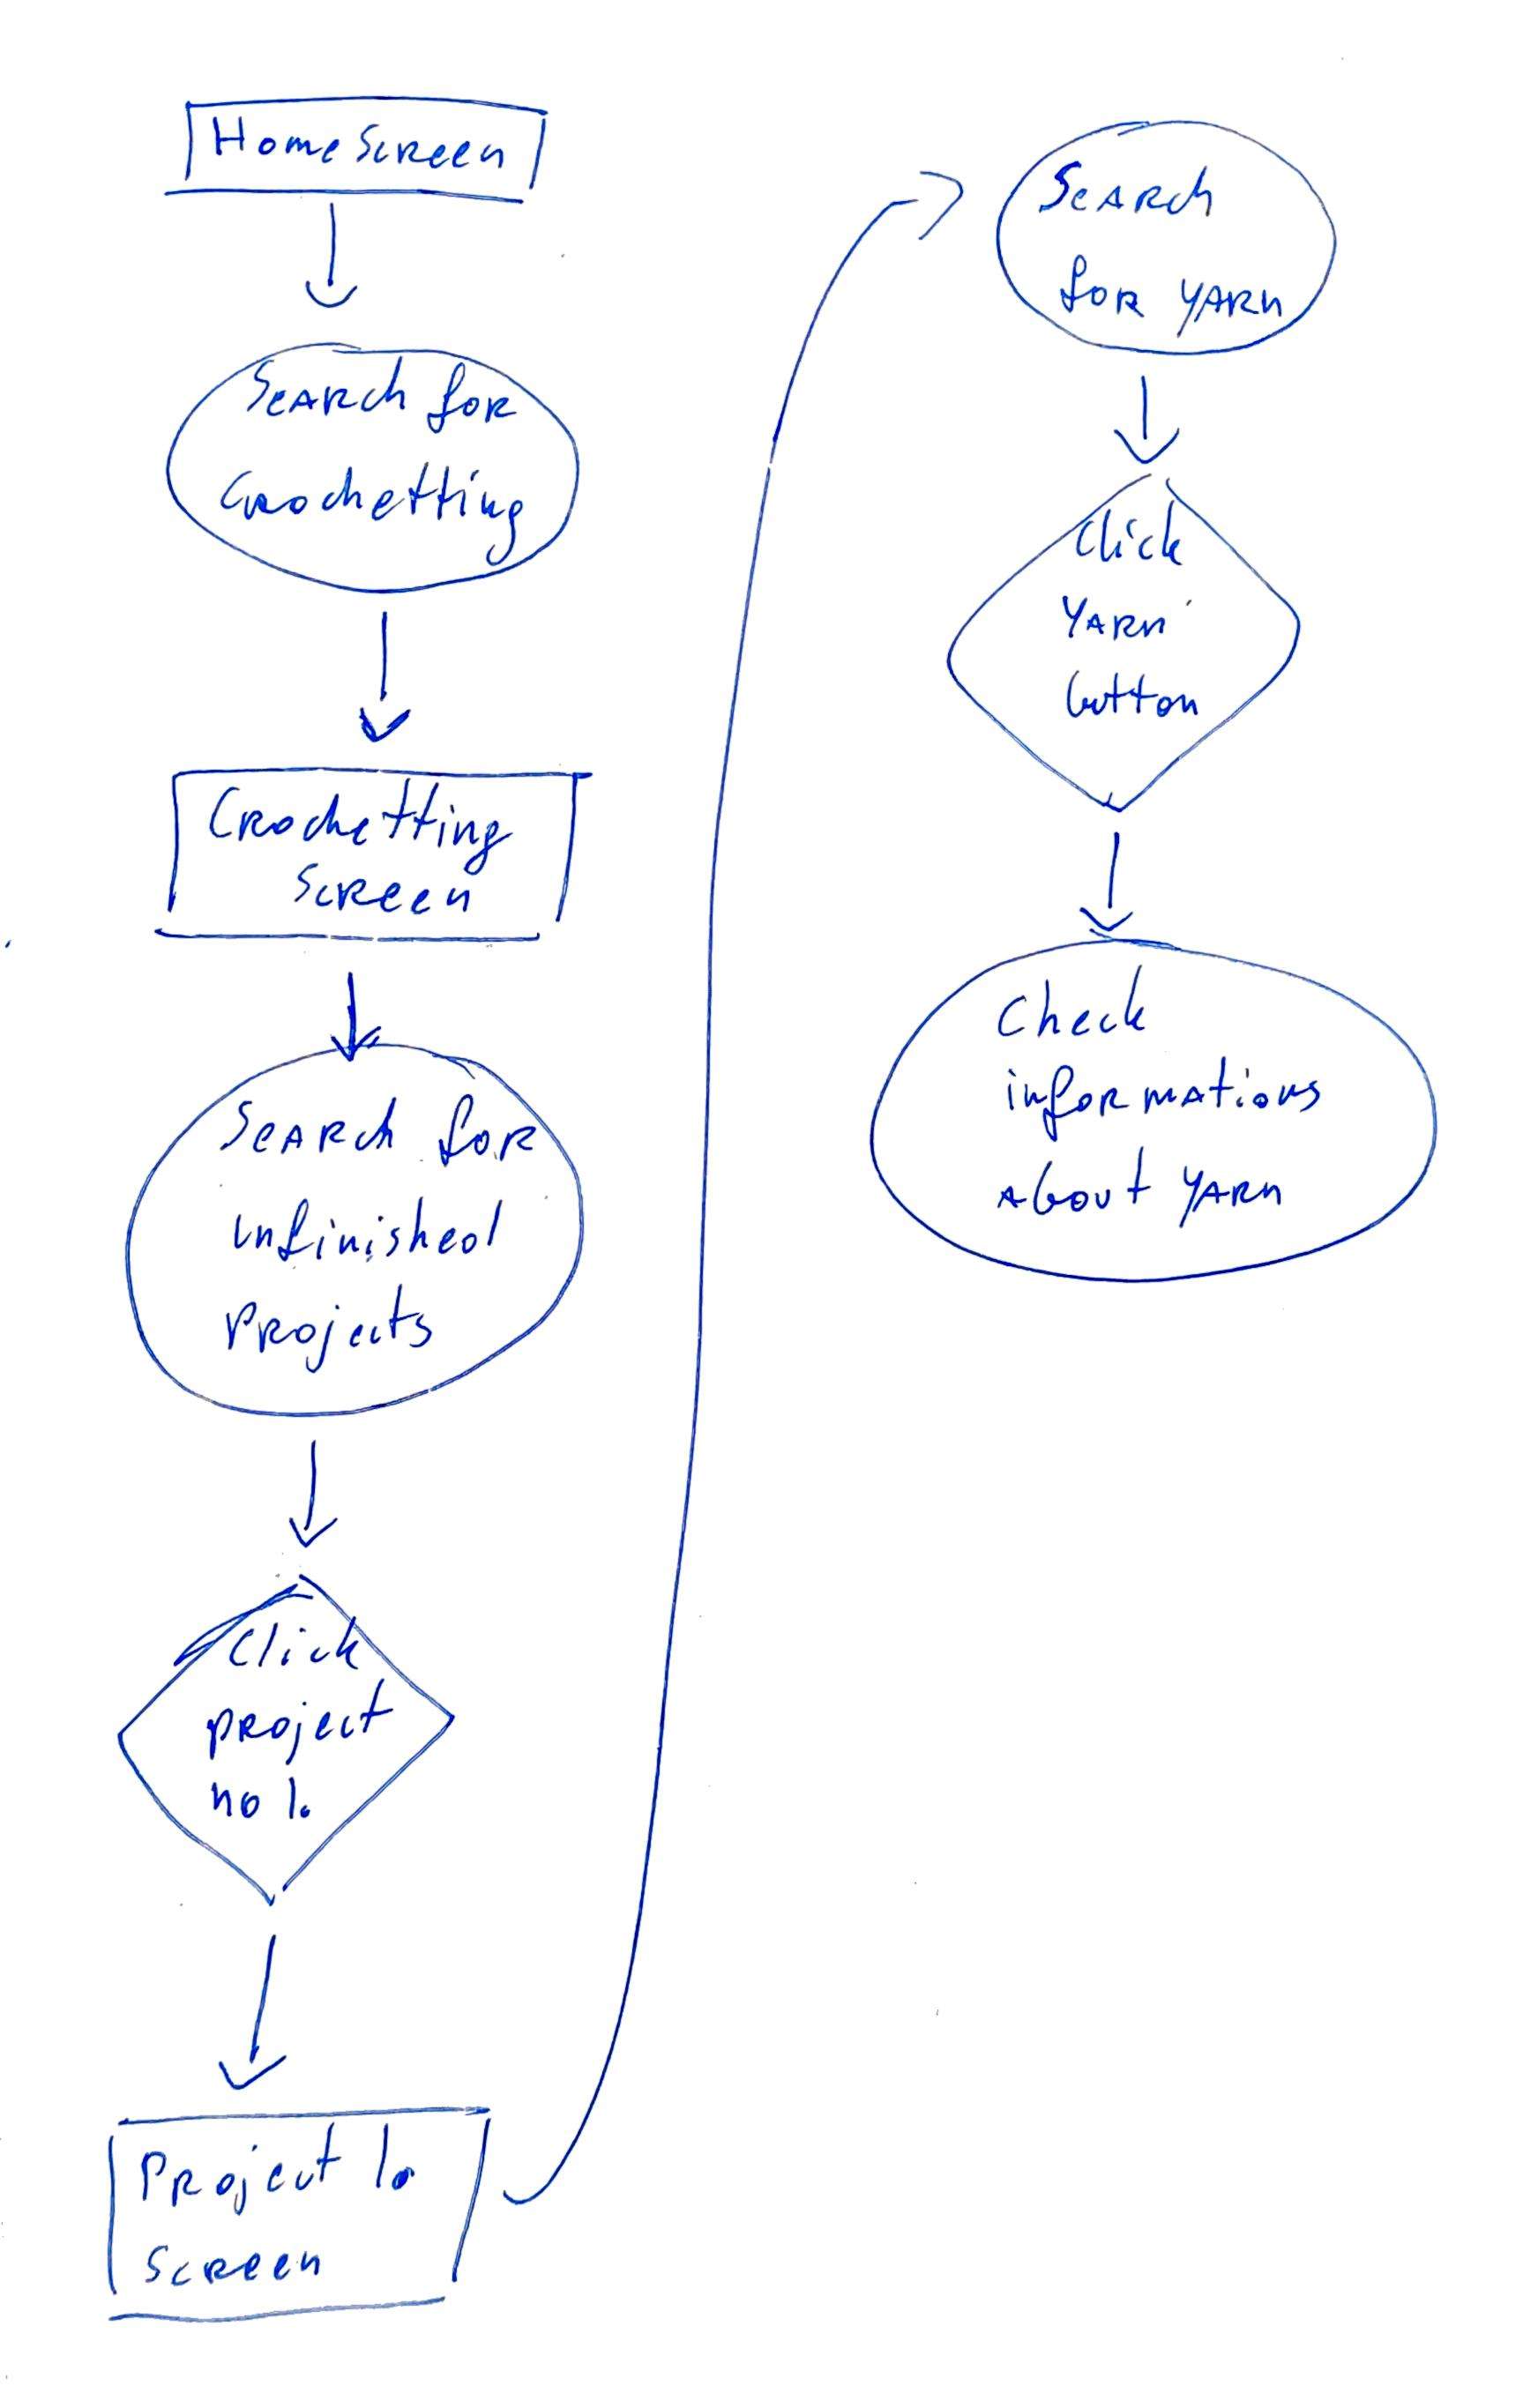 Home Screen
Search for
Crochetting
Crochetting
Screen
Search for
unfinished
projects
Click
project
no 1.
Project 1.
Screen
Search
for yarn
Click
yarn
button
Check
informations
about yarn